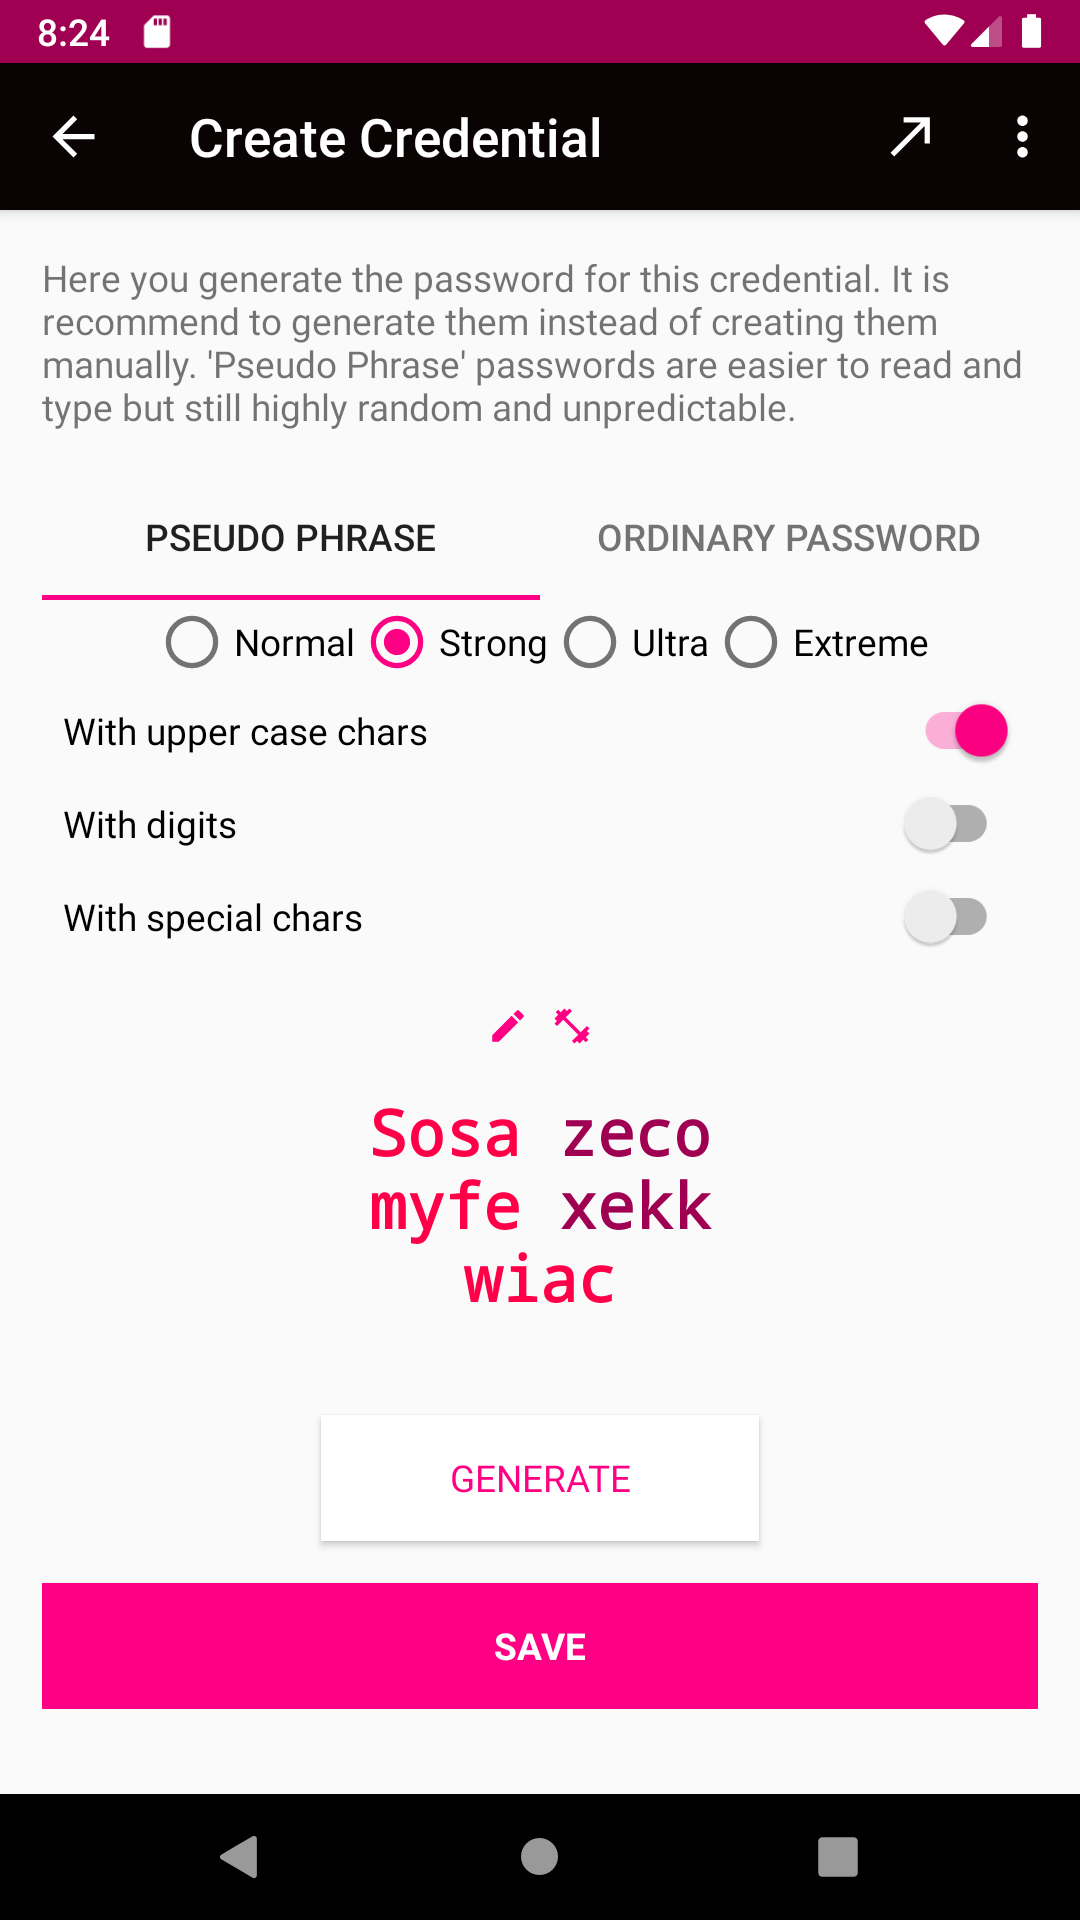 8:24
Create Credential
Here you generate the password for this credential. It is
recommend to generate them instead of creating them
manually. 'Pseudo Phrase' passwords are easier to read and
type but still highly random and unpredictable.
PSEUDO PHRASE ORDINARY PASSWORD
Normal Strong Ultra Extreme
With upper case chars
With digits
With special chars
Sosa zeco
myfe xekk
wiac
GENERATE
SAVE